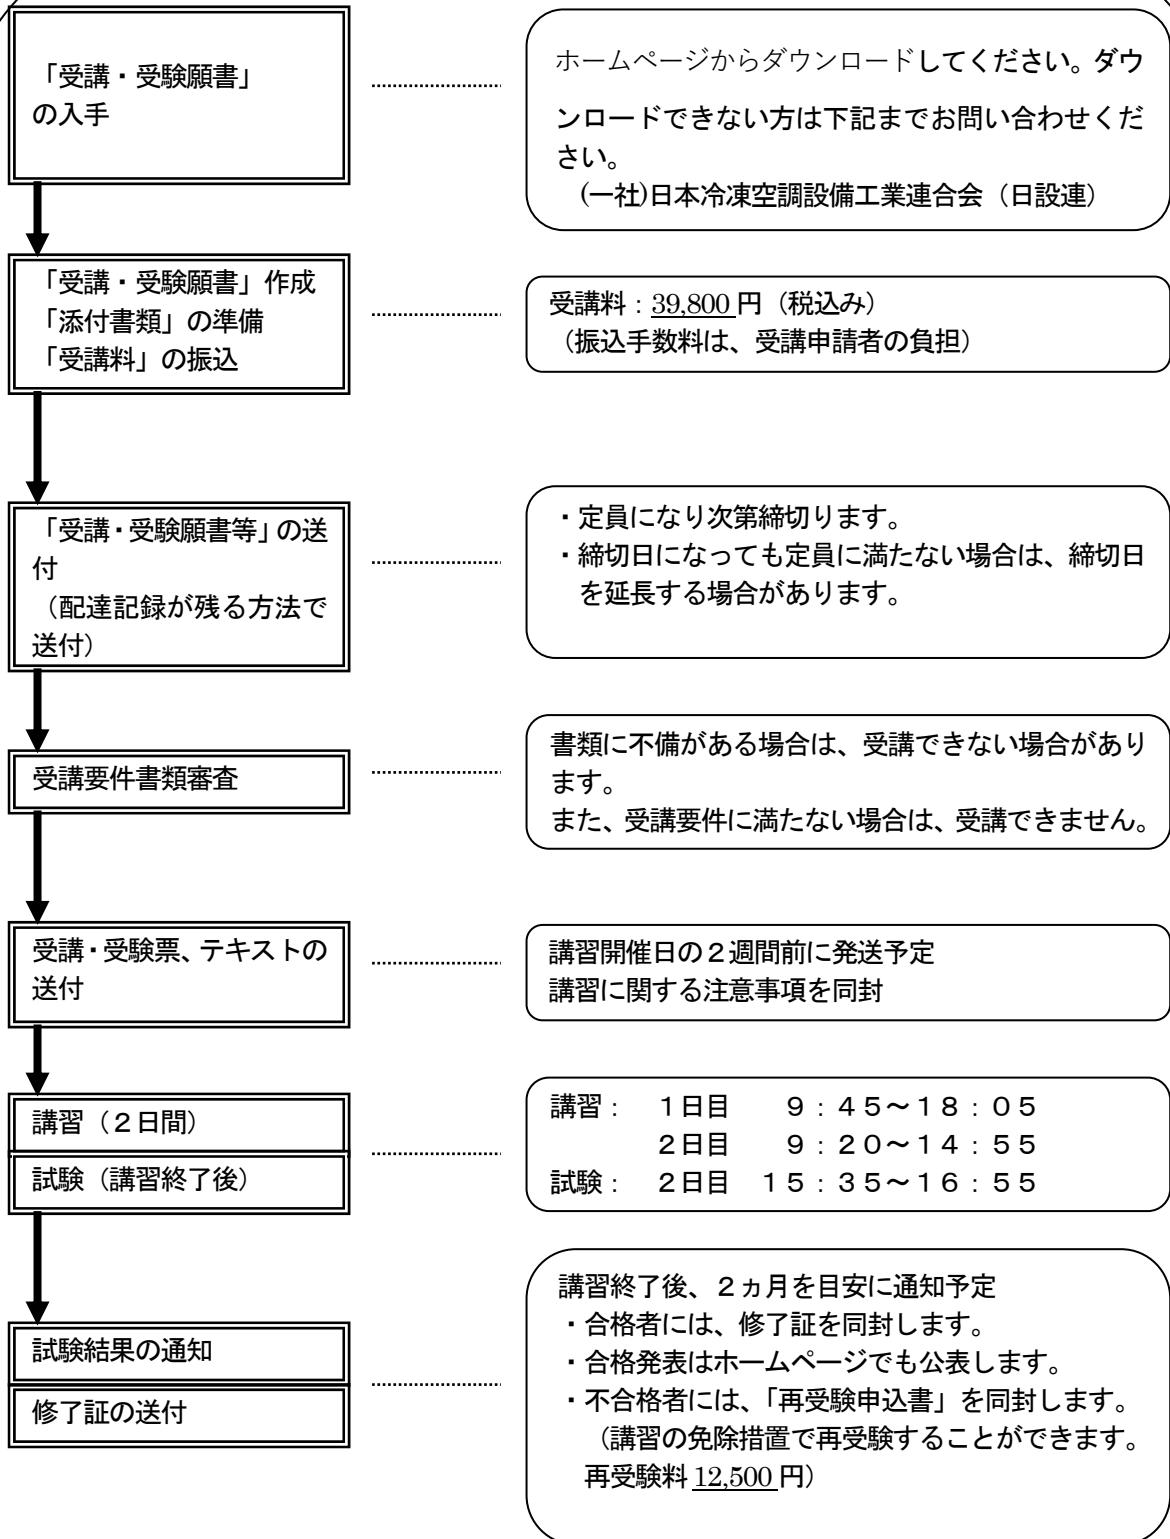 「受講・受験願書」
の入手
ホームページからダウンロードしてください。ダウ
ンロードできない方は下記までお問い合わせくだ
さい。
(一社)日本冷凍空調設備工業連合会（日設連）
「受講・受験願書」作成
「添付書類」の準備
「受講料」の振込
受講料：39,800 円（税込み）
（振込手数料は、受講申請者の負担）
「受講・受験願書等」の送
付
（配達記録が残る方法で
送付）
・定員になり次第締切ります。
・締切日になっても定員に満たない場合は、締切日
を延長する場合があります。
受講要件書類審査
書類に不備がある場合は、受講できない場合があり
ます。
また、受講要件に満たない場合は、受講できません。
受講・受験票、テキストの
送付
講習開催日の２週間前に発送予定
講習に関する注意事項を同封
講習（２日間）
試験（講習終了後）
講習：　１日目　　９：４５～１８：０５
２日目　　９：２０～１４：５５
試験：　２日目　１５：３５～１６：５５
試験結果の通知
修了証の送付
講習終了後、２ヵ月を目安に通知予定
・合格者には、修了証を同封します。
・合格発表はホームページでも公表します。
・不合格者には、「再受験申込書」を同封します。
（講習の免除措置で再受験することができます。
再受験料 12,500 円）